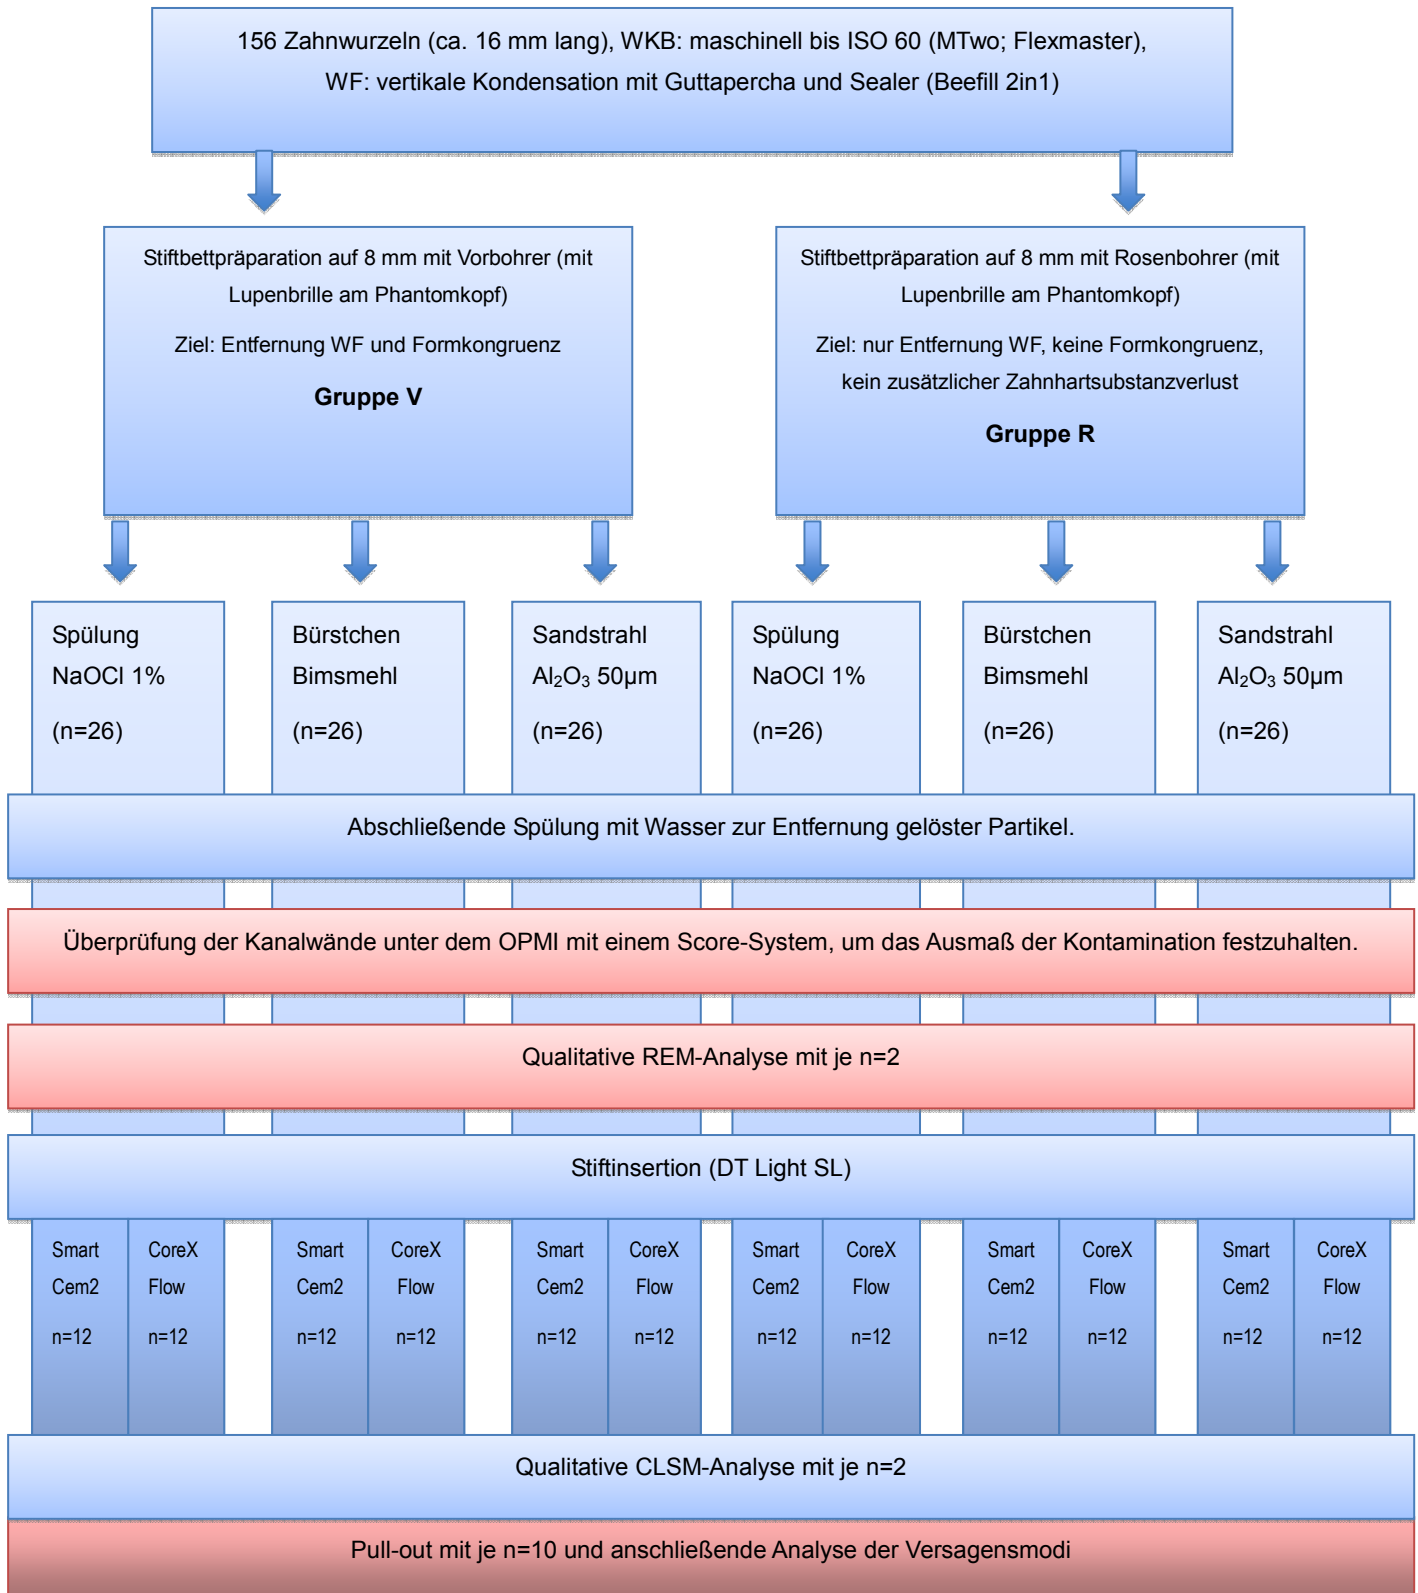 156 Zahnwurzeln (ca. 16 mm lang), WKB: maschinell bis ISO 60 (MTwo; Flexmaster),
WF: vertikale Kondensation mit Guttapercha und Sealer (Beefill 2in1)
Stiftbettpräparation auf 8 mm mit Vorbohrer (mit
Lupenbrille am Phantomkopf)
Ziel: Entfernung WF und Formkongruenz
Gruppe V
Stiftbettpräparation auf 8 mm mit Rosenbohrer (mit
Lupenbrille am Phantomkopf)
Ziel: nur Entfernung WF, keine Formkongruenz,
kein zusätzlicher Zahnhartsubstanzverlust
Gruppe R
Spülung
NaOCl 1%
(n=26)
Bürstchen
Bimsmehl
(n=26)
Sandstrahl
Al₂O₃ 50µm
(n=26)
Spülung
NaOCl 1%
(n=26)
Bürstchen
Bimsmehl
(n=26)
Sandstrahl
Al₂O₃ 50µm
(n=26)
Abschließende Spülung mit Wasser zur Entfernung gelöster Partikel.
Überprüfung der Kanalwände unter dem OPMI mit einem Score-System, um das Ausmaß der Kontamination festzuhalten.
Qualitative REM-Analyse mit je n=2
Stiftinsertion (DT Light SL)
Smart
Cem2
n=12
CoreX
Flow
n=12
Smart
Cem2
n=12
CoreX
Flow
n=12
Smart
Cem2
n=12
CoreX
Flow
n=12
Smart
Cem2
n=12
CoreX
Flow
n=12
Smart
Cem2
n=12
CoreX
Flow
n=12
Smart
Cem2
n=12
CoreX
Flow
n=12
Qualitative CLSM-Analyse mit je n=2
Pull-out mit je n=10 und anschließende Analyse der Versagensmodi